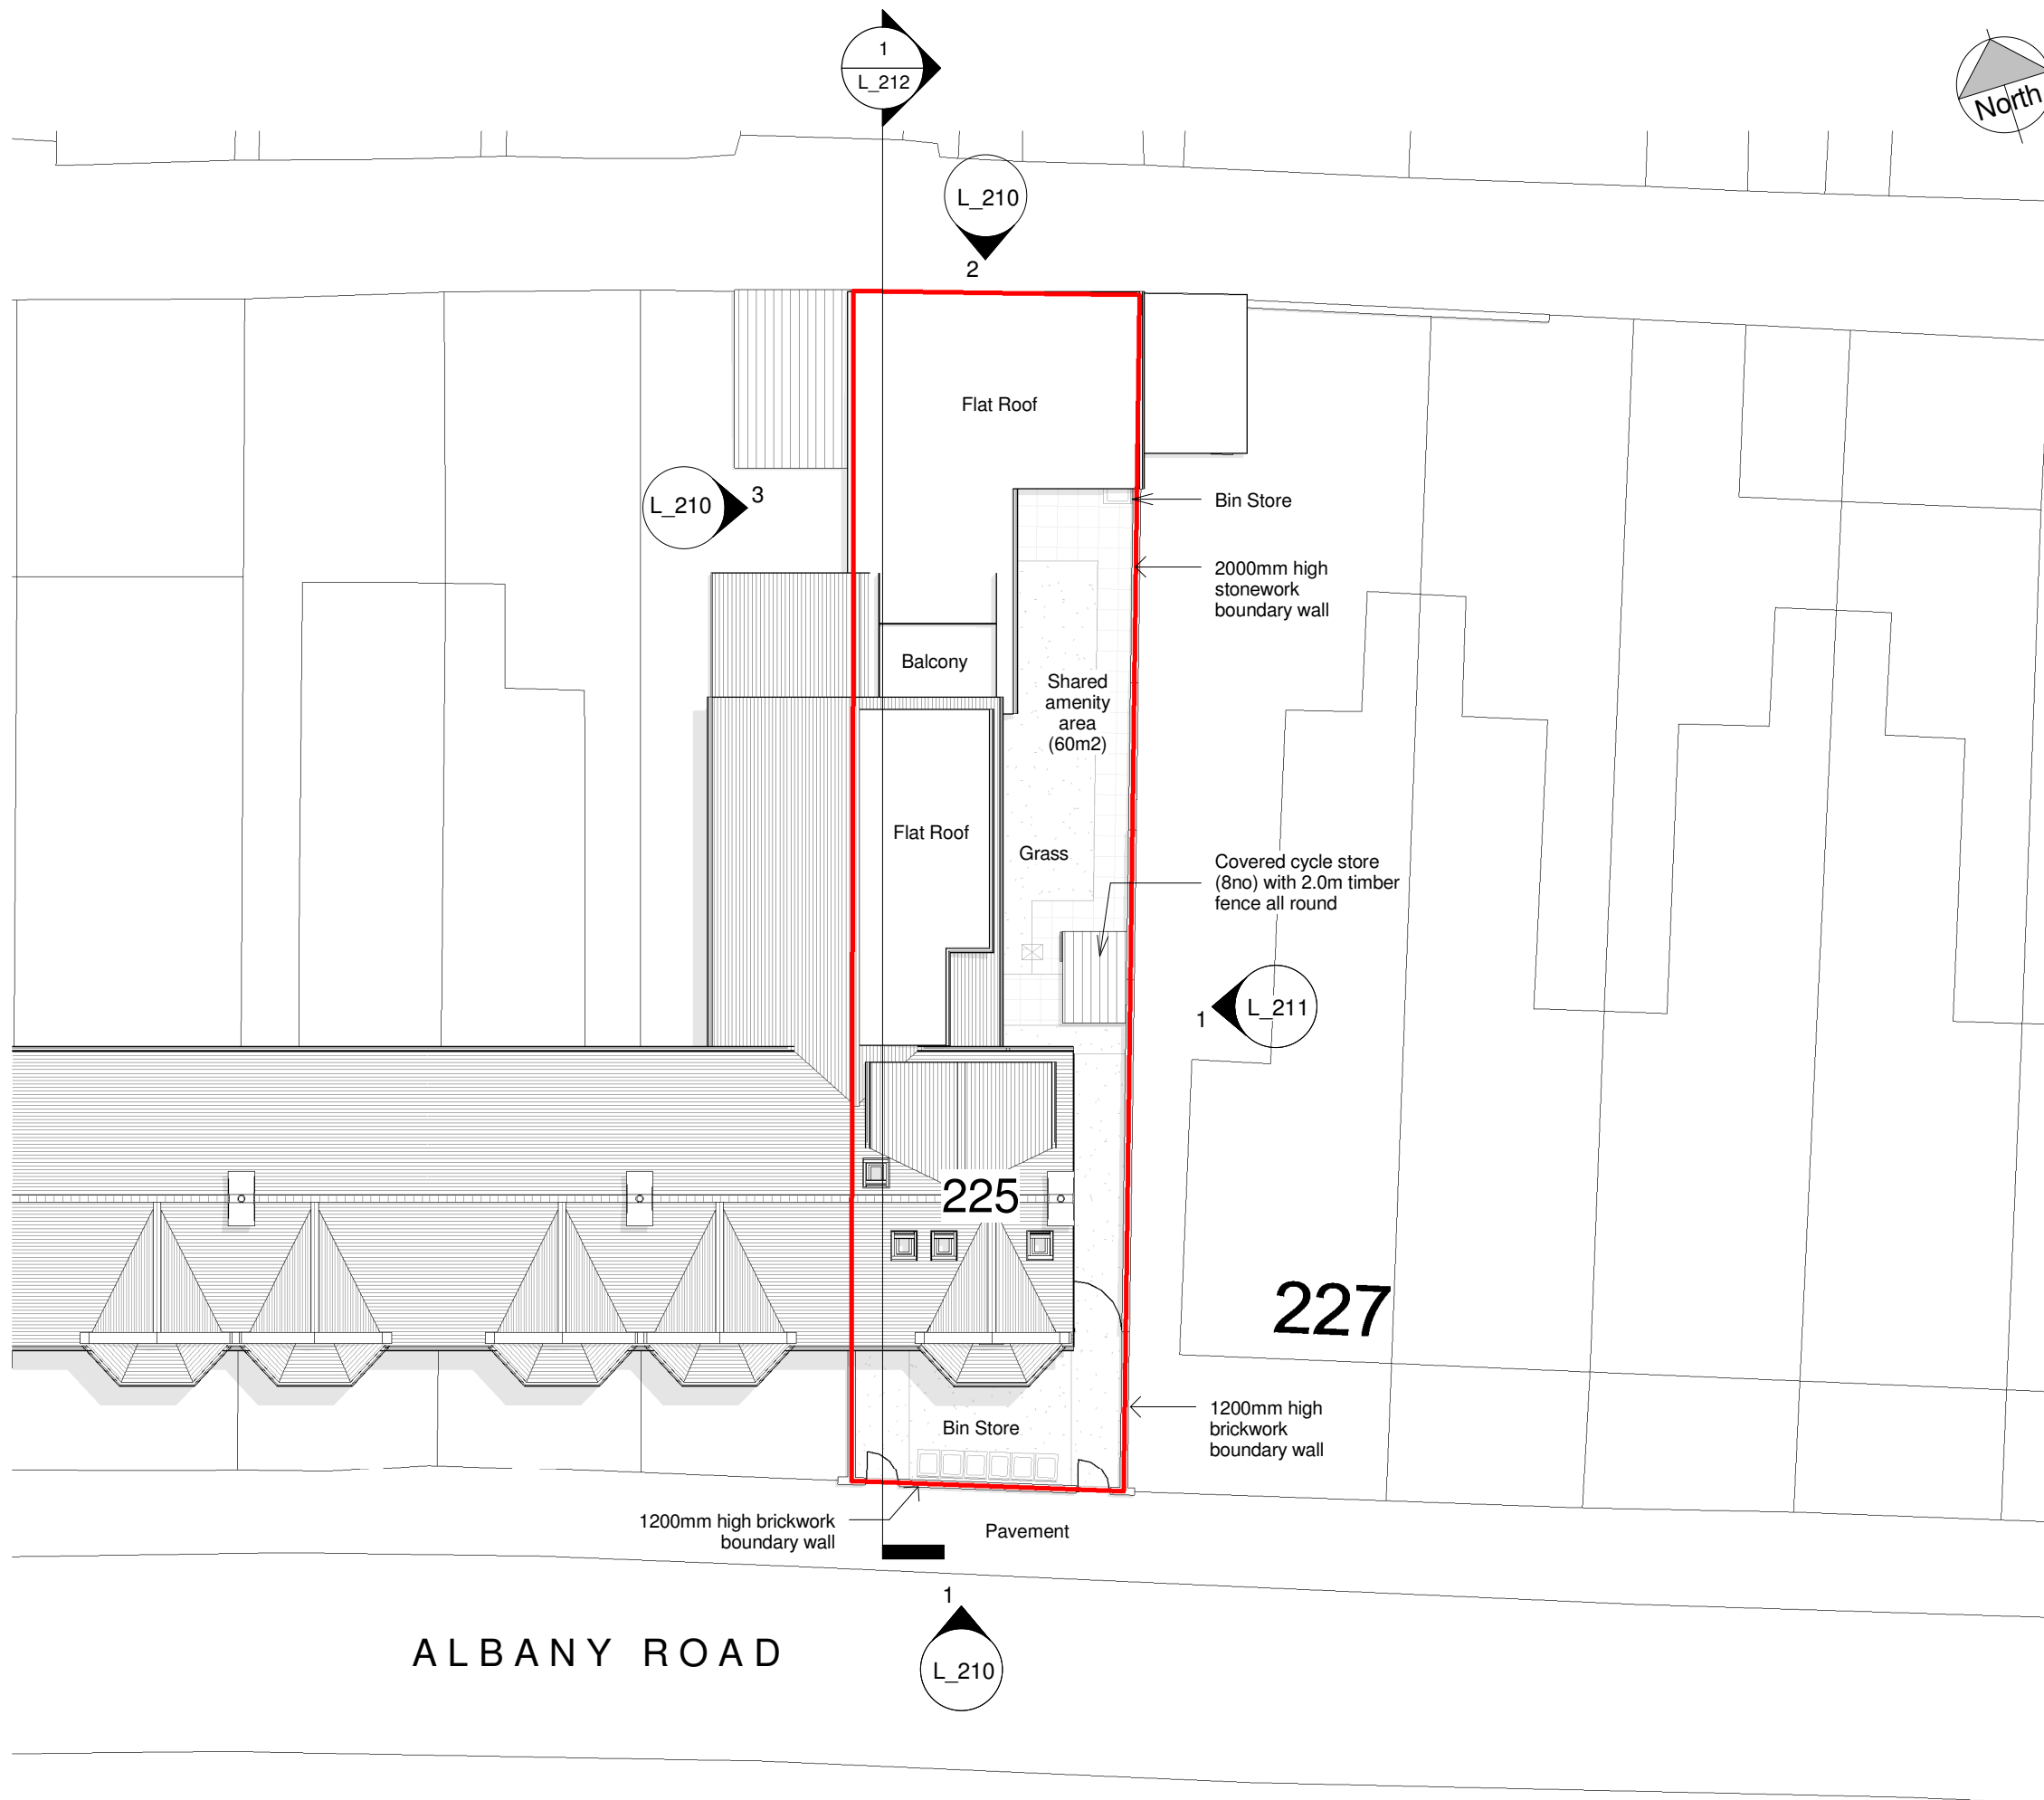 1
L_212
North
L_210
2
Flat Roof
L_210
3
Bin Store
2000mm high
stonework
boundary wall
Balcony
Shared
amenity
area
(60m2)
Flat Roof
Grass
Covered cycle store
(8no) with 2.0m timber
fence all round
L_211
1
225
227
1200mm high
brickwork
boundary wall
Bin Store
1200mm high brickwork
boundary wall
Pavement
1
L_210
ALBANY ROAD